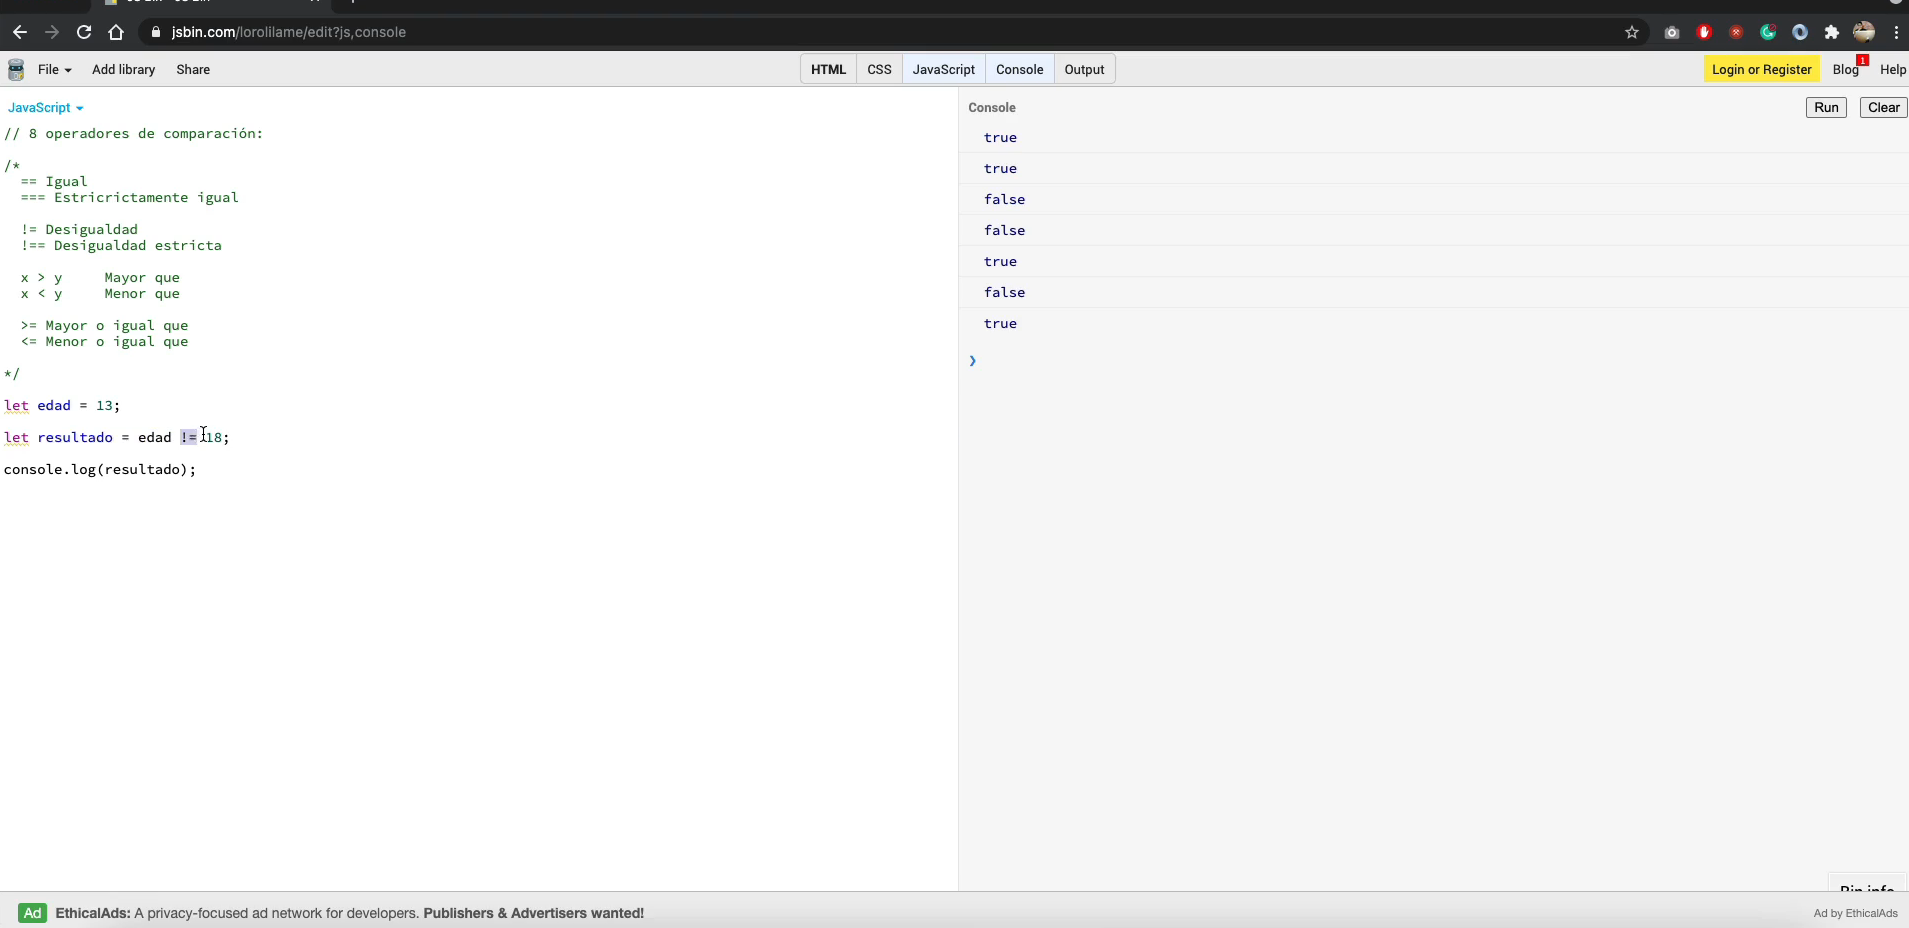 jsbin.com/lorolilame/edit?js,console
File
Add library
Share
HTML
CSS
JavaScript
Console
Output
Login or Register
Blog
1
Help
JavaScript
// 8 operadores de comparación:
/*
== Igual
=== Estricrictamente igual
!= Desigualdad
!== Desigualdad estricta
x > y Mayor que
x < y Menor que
>= Mayor o igual que
<= Menor o igual que
*/
let edad = 13;
let resultado = edad != 18;
console.log(resultado);
Console
Run
Clear
true
true
false
false
true
false
true
Bin info
Ad
EthicalAds: A privacy-focused ad network for developers. Publishers & Advertisers wanted!
Ad by EthicalAds